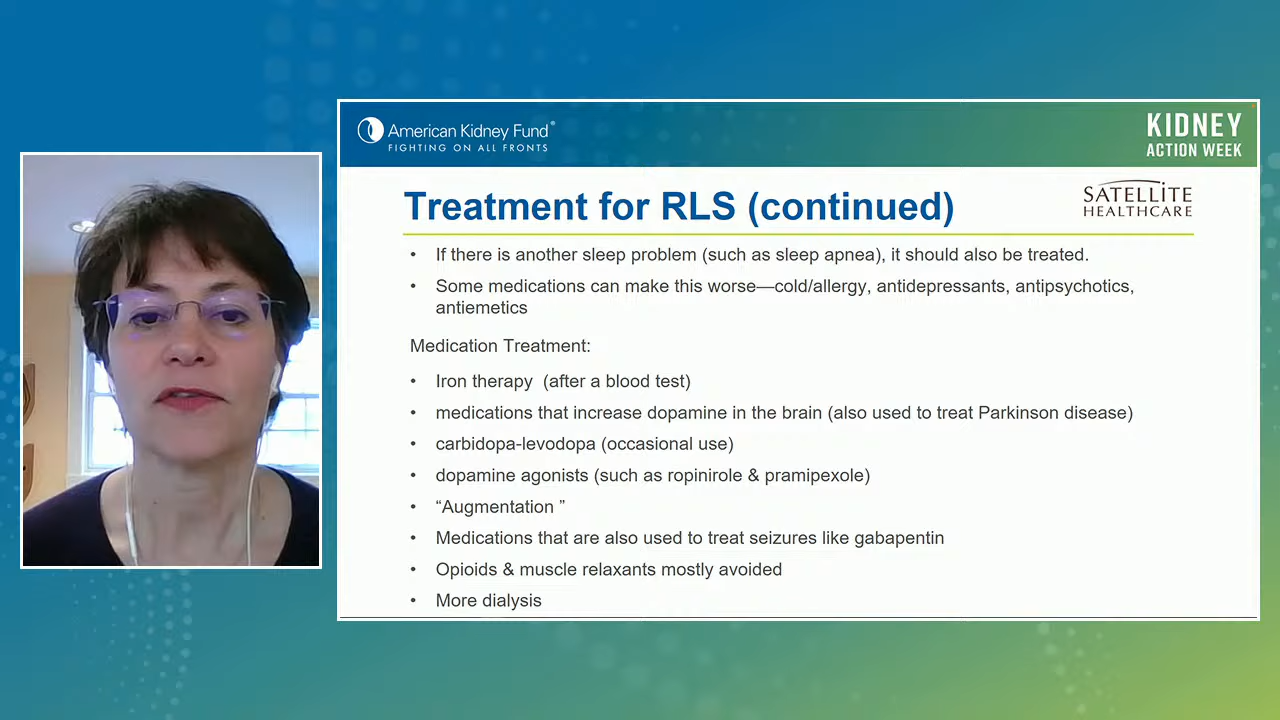 American Kidney Fund®
FIGHTING ON ALL FRONTS
KIDNEY
ACTION WEEK
Treatment for RLS (continued)
SATELLITE
HEALTHCARE
• If there is another sleep problem (such as sleep apnea), it should also be treated.
• Some medications can make this worse—cold/allergy, antidepressants, antipsychotics,
antiemetics
Medication Treatment:
• Iron therapy (after a blood test)
• medications that increase dopamine in the brain (also used to treat Parkinson disease)
• carbidopa-levodopa (occasional use)
• dopamine agonists (such as ropinirole & pramipexole)
• “Augmentation ”
• Medications that are also used to treat seizures like gabapentin
• Opioids & muscle relaxants mostly avoided
• More dialysis